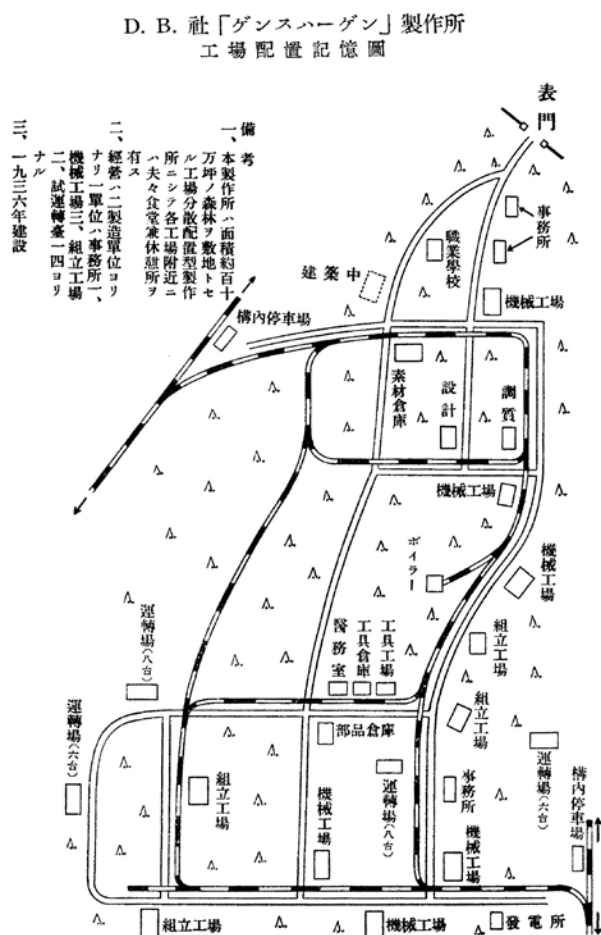 D. B. 社「ゲンスハーゲン」製作所
工場配置記憶圖
備考
一、本製作所ハ面積約百十
万坪ノ森林ヲ敷地トセ
ル工場分散配置型製作
所ニシテ各工場附近ニ
ハ夫々食堂兼休憩所ヲ
有ス
二、經營ハ二製造單位ヨリ
ナリ一單位ハ事務所一、
機械工場三、組立工場
二、試運轉臺一四ヨリ
ナル
三、一九三六年建設
表門
事務所
職業學校
建築中
機械工場
構內停車場
素材倉庫
設計
調質
機械工場
ボイラー
機械工場
運轉場(八台)
醫務室
工具倉庫
工具工場
組立工場
組立工場
運轉場(六台)
部品倉庫
運轉場(六台)
構內停車場
組立工場
機械工場
運轉場(八台)
事務所
機械工場
組立工場
機械工場
發電所